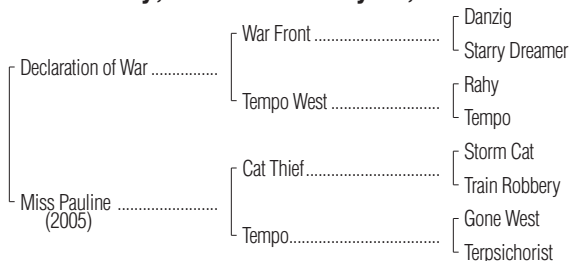 Danzig
War Front
Starry Dreamer
Declaration of War
Rahy
Tempo West
Tempo
Storm Cat
Cat Thief
Train Robbery
Miss Pauline
(2005)
Gone West
Tempo
Terpsichorist